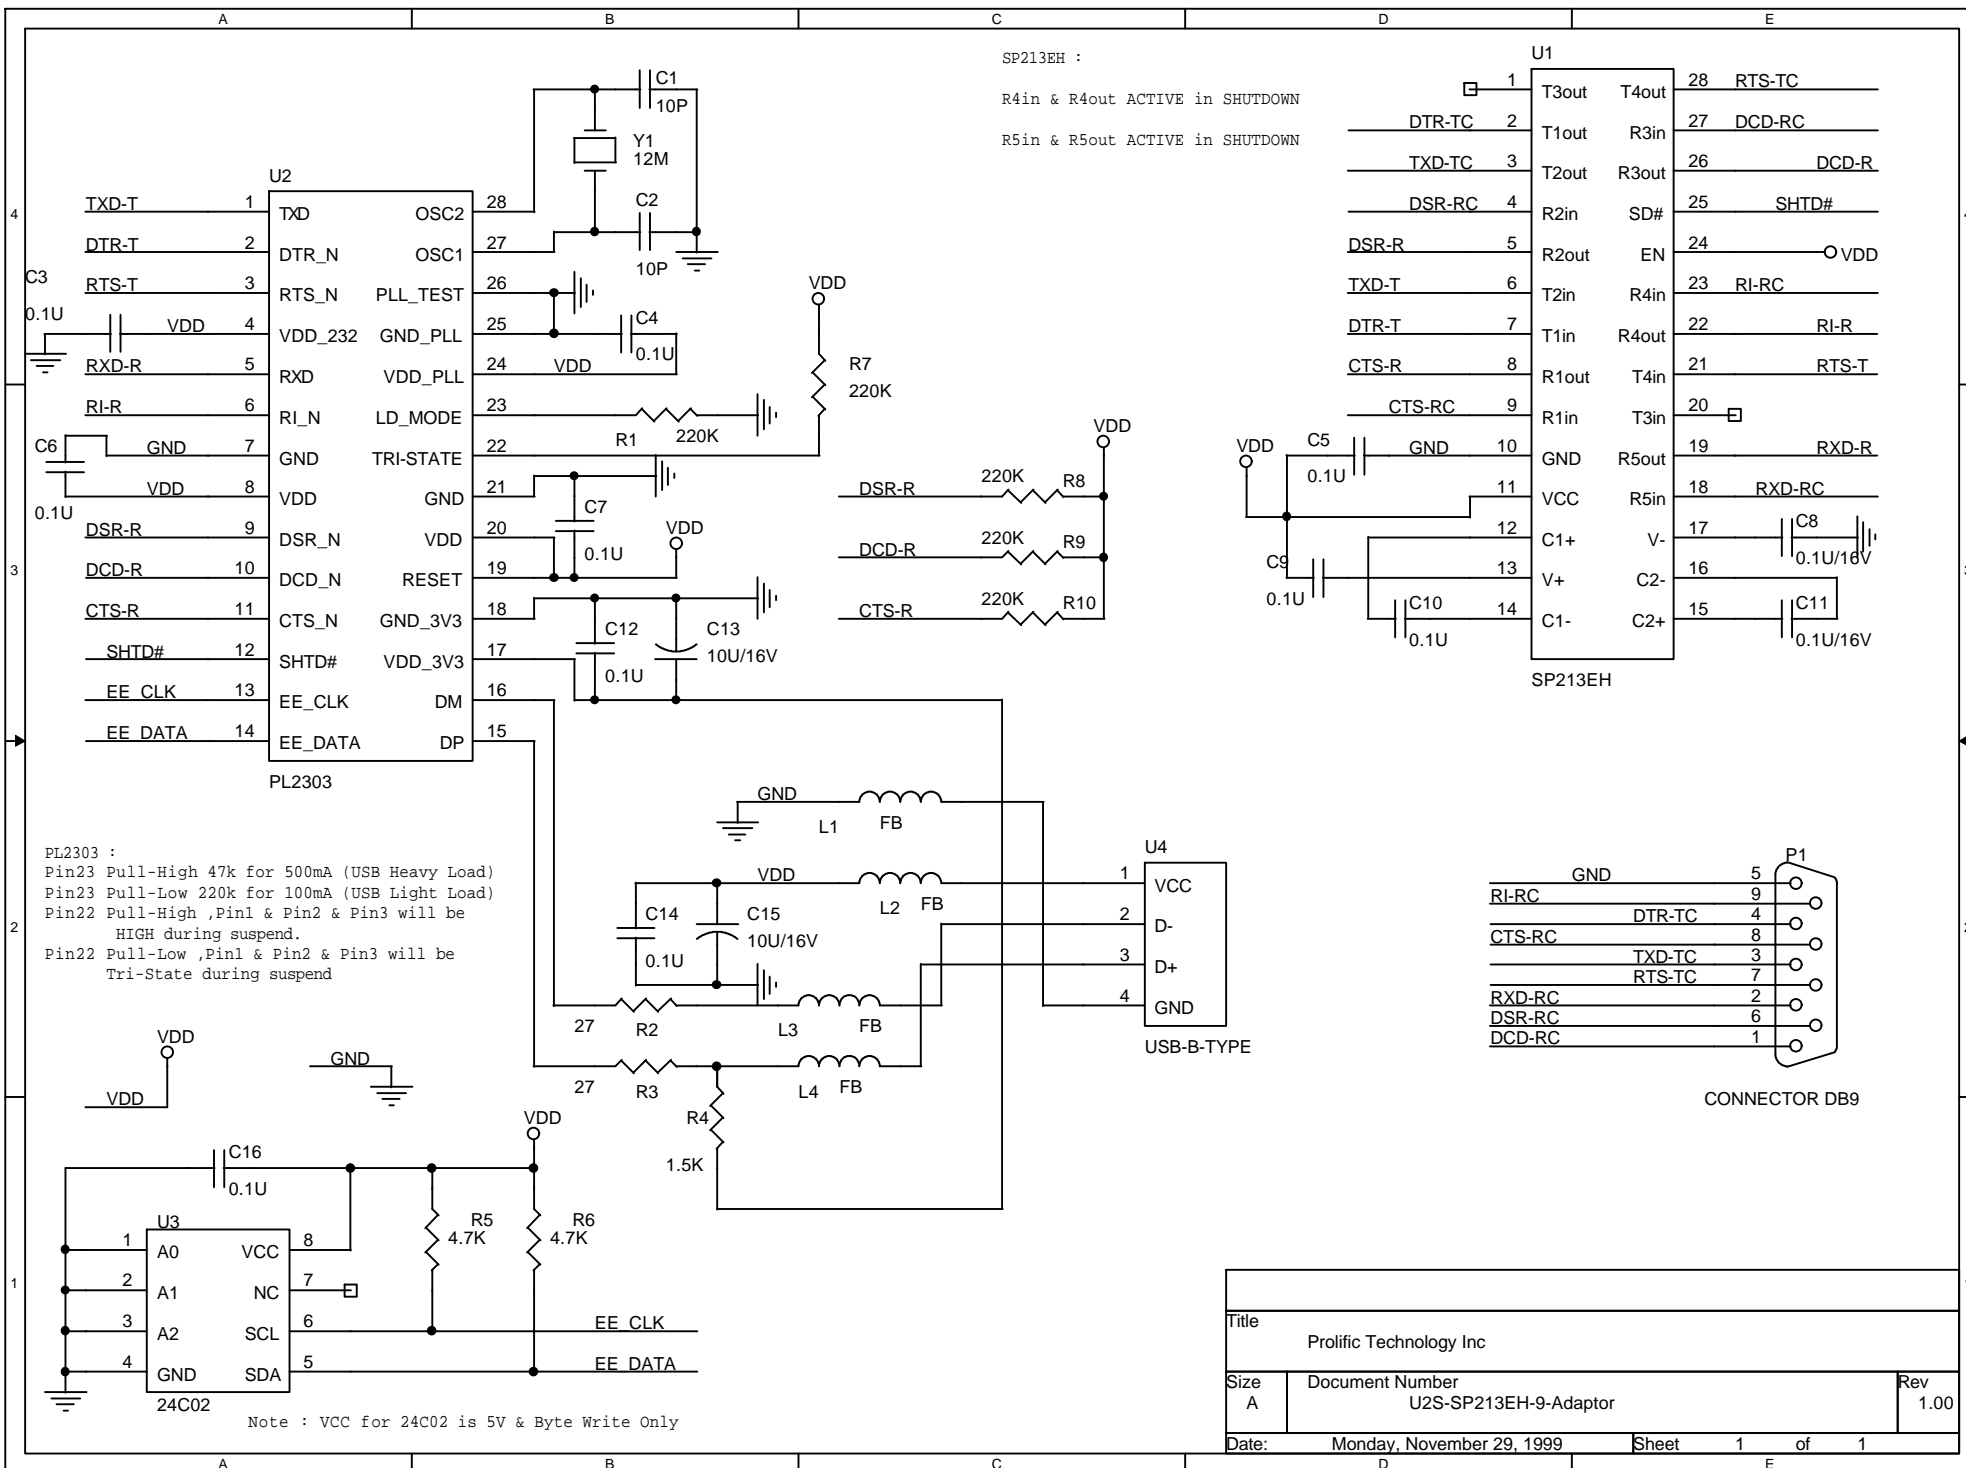 A B C D E
4
3
2
1
SP213EH :
R4in & R4out ACTIVE in SHUTDOWN
R5in & R5out ACTIVE in SHUTDOWN
C1
10P
Y1
12M
C2
10P
U2
TXD-T 1 TXD OSC2 28
DTR-T 2 DTR_N OSC1 27
RTS-T 3 RTS_N PLL_TEST 26
VDD 4 VDD_232 GND_PLL 25
RXD-R 5 RXD VDD_PLL 24 VDD
RI-R 6 RI_N LD_MODE 23
GND 7 GND TRI-STATE 22
VDD 8 VDD GND 21
DSR-R 9 DSR_N VDD 20
DCD-R 10 DCD_N RESET 19
CTS-R 11 CTS_N GND_3V3 18
SHTD# 12 SHTD# VDD_3V3 17
EE_CLK 13 EE_CLK DM 16
EE_DATA 14 EE_DATA DP 15
PL2303
C3
0.1U
C6
0.1U
C4
0.1U
R1 220K
VDD
R7
220K
C7
0.1U
VDD
C12
0.1U
C13
10U/16V
VDD
DSR-R 220K R8
DCD-R 220K R9
CTS-R 220K R10
U1
1 T3out T4out 28 RTS-TC
DTR-TC 2 T1out R3in 27 DCD-RC
TXD-TC 3 T2out R3out 26 DCD-R
DSR-RC 4 R2in SD# 25 SHTD#
DSR-R 5 R2out EN 24 VDD
TXD-T 6 T2in R4in 23 RI-RC
DTR-T 7 T1in R4out 22 RI-R
CTS-R 8 R1out T4in 21 RTS-T
CTS-RC 9 R1in T3in 20
GND 10 GND R5out 19 RXD-R
11 VCC R5in 18 RXD-RC
12 C1+ V- 17
13 V+ C2- 16
14 C1- C2+ 15
SP213EH
VDD
C5
0.1U
C9
0.1U
C10
0.1U
C8
0.1U/16V
C11
0.1U/16V
PL2303 :
Pin23 Pull-High 47k for 500mA (USB Heavy Load)
Pin23 Pull-Low 220k for 100mA (USB Light Load)
Pin22 Pull-High ,Pin1 & Pin2 & Pin3 will be
HIGH during suspend.
Pin22 Pull-Low ,Pin1 & Pin2 & Pin3 will be
Tri-State during suspend
GND
L1 FB
VDD
L2 FB
C14
0.1U
C15
10U/16V
27 R2
L3 FB
27 R3
L4 FB
R4
1.5K
U4
1 VCC
2 D-
3 D+
4 GND
USB-B-TYPE
P1
GND 5
RI-RC 9
DTR-TC 4
CTS-RC 8
TXD-TC 3
RTS-TC 7
RXD-RC 2
DSR-RC 6
DCD-RC 1
CONNECTOR DB9
VDD
VDD
GND
VDD
C16
0.1U
R5
4.7K
R6
4.7K
U3
1 A0 VCC 8
2 A1 NC 7
3 A2 SCL 6 EE_CLK
4 GND SDA 5 EE_DATA
24C02
Note : VCC for 24C02 is 5V & Byte Write Only
Title
Prolific Technology Inc
Size
A
Document Number
U2S-SP213EH-9-Adaptor
Rev
1.00
Date: Monday, November 29, 1999 Sheet 1 of 1
A B C D E